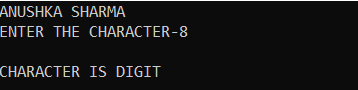 ANUSHKA SHARMA
ENTER THE CHARACTER-8
CHARACTER IS DIGIT